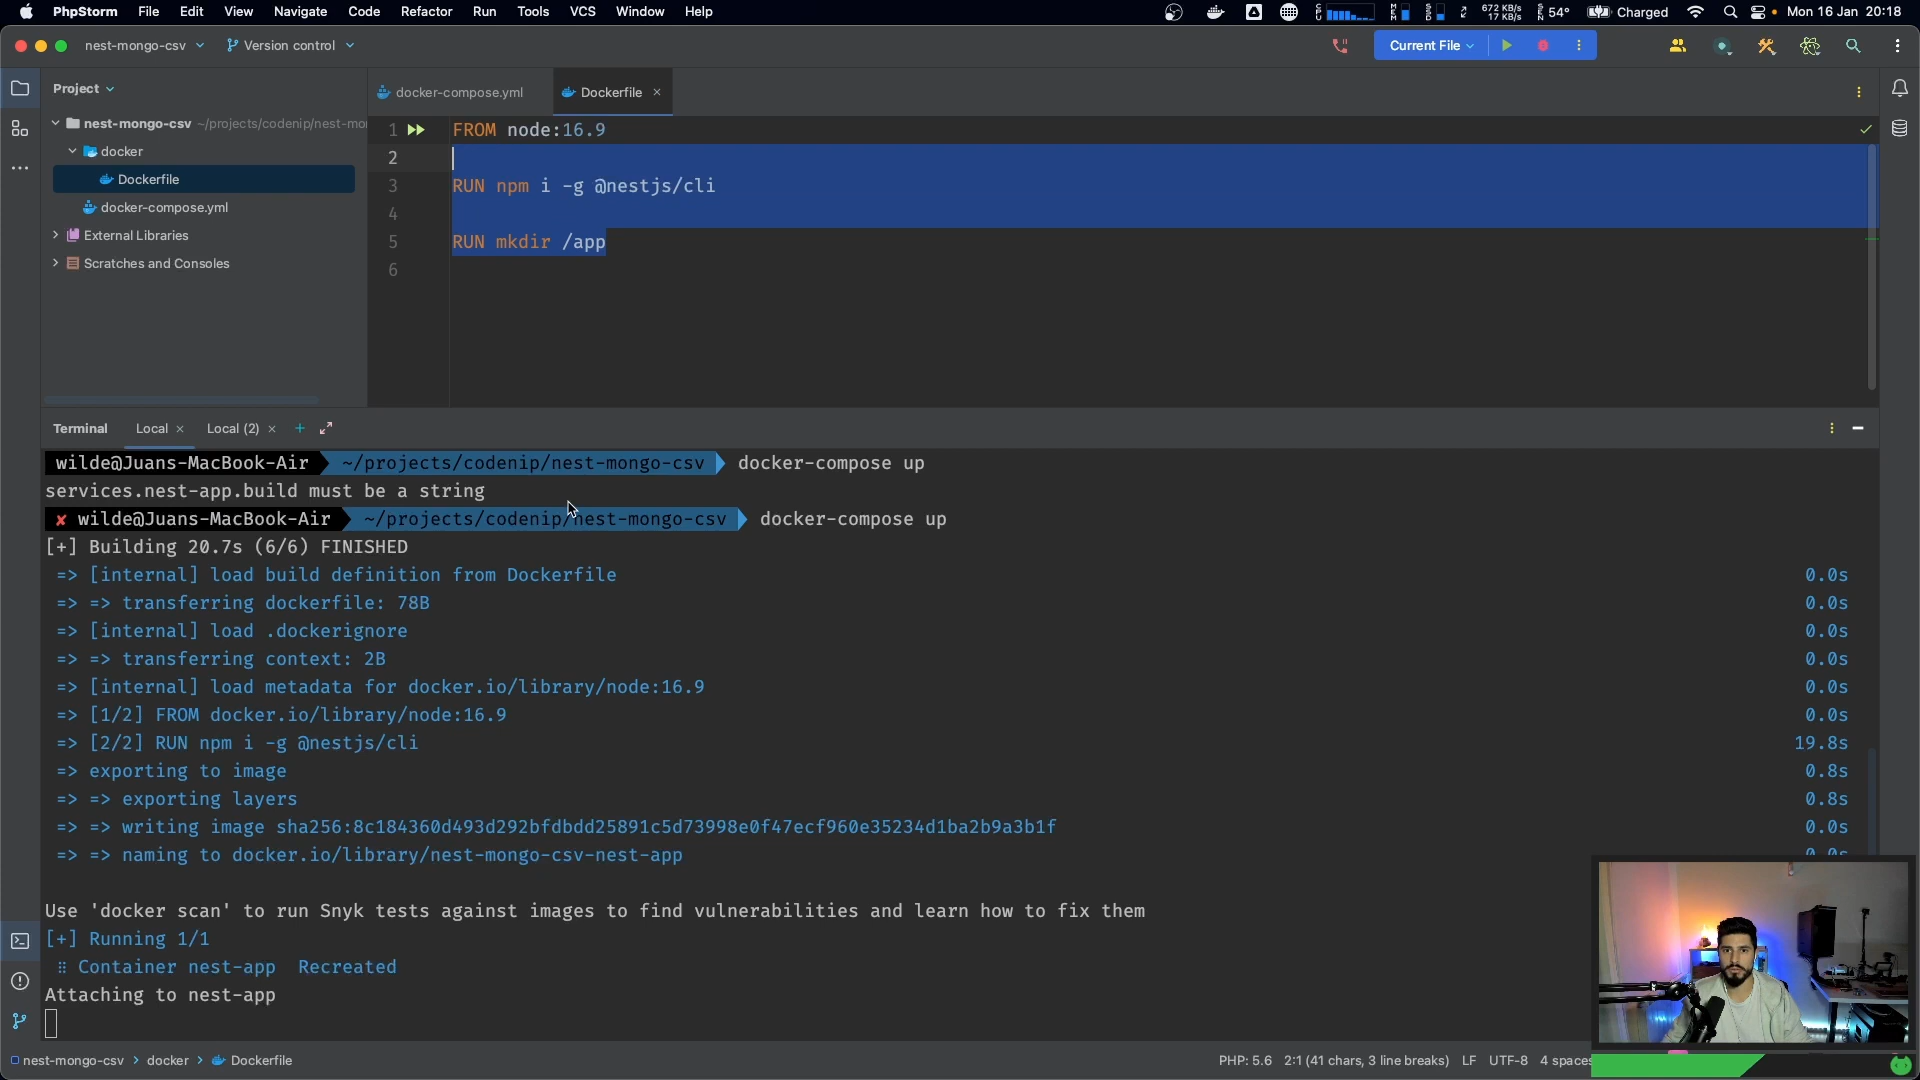 PhpStorm File Edit View Navigate Code Refactor Run Tools VCS Window Help
672 KB/s
17 KB/s
54°
Charged
Mon 16 Jan 20:18
nest-mongo-csv
Version control
Current File
Project
docker-compose.yml
Dockerfile
nest-mongo-csv ~/projects/codenip/nest-mo
docker
Dockerfile
docker-compose.yml
External Libraries
Scratches and Consoles
1 FROM node:16.9
2
3 RUN npm i -g @nestjs/cli
4
5 RUN mkdir /app
6
Terminal Local Local (2)
wilde@Juans-MacBook-Air ~/projects/codenip/nest-mongo-csv docker-compose up
services.nest-app.build must be a string
✘ wilde@Juans-MacBook-Air ~/projects/codenip/nest-mongo-csv docker-compose up
[+] Building 20.7s (6/6) FINISHED
=> [internal] load build definition from Dockerfile 0.0s
=> => transferring dockerfile: 78B 0.0s
=> [internal] load .dockerignore 0.0s
=> => transferring context: 2B 0.0s
=> [internal] load metadata for docker.io/library/node:16.9 0.0s
=> [1/2] FROM docker.io/library/node:16.9 0.0s
=> [2/2] RUN npm i -g @nestjs/cli 19.8s
=> exporting to image 0.8s
=> => exporting layers 0.8s
=> => writing image sha256:8c184360d493d292bfdbdd25891c5d73998e0f47ecf960e35234d1ba2b9a3b1f 0.0s
=> => naming to docker.io/library/nest-mongo-csv-nest-app
Use 'docker scan' to run Snyk tests against images to find vulnerabilities and learn how to fix them
[+] Running 1/1
⠿ Container nest-app Recreated
Attaching to nest-app
nest-mongo-csv > docker > Dockerfile
PHP: 5.6 2:1 (41 chars, 3 line breaks) LF UTF-8 4 spaces